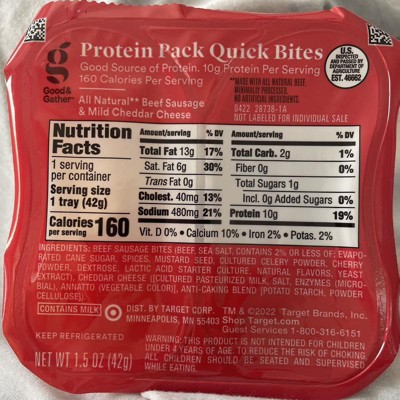 Protein Pack Quick Bites
Good Source of Protein. 10g Protein Per Serving
160 Calories Per Serving
g
Good&
Gather™
All Natural** Beef Sausage
& Mild Cheddar Cheese
**MADE WITH ALL NATURAL BEEF.
MINIMALLY PROCESSED.
NO ARTIFICIAL INGREDIENTS.
0422 28738-1A
NOT LABELED FOR INDIVIDUAL SALE
U.S.
INSPECTED
AND PASSED BY
DEPARTMENT OF
AGRICULTURE
EST. 46662
Nutrition
Facts
1 serving
per container
Serving size
1 tray (42g)
Calories 160
per serving
Amount/serving % DV
Total Fat 13g 17%
Sat. Fat 6g 30%
Trans Fat 0g
Cholest. 40mg 13%
Sodium 480mg 21%
Amount/serving % DV
Total Carb. 2g 1%
Fiber 0g 0%
Total Sugars 1g
Incl. 0g Added Sugars 0%
Protein 10g 19%
Vit. D 0% • Calcium 10% • Iron 2% • Potas. 2%
INGREDIENTS: BEEF SAUSAGE BITES (BEEF, SEA SALT, CONTAINS 2% OR LESS OF: EVAPO-
RATED CANE SUGAR, SPICES, MUSTARD SEED, CULTURED CELERY POWDER, CHERRY
POWDER, DEXTROSE, LACTIC ACID STARTER CULTURE, NATURAL FLAVORS, YEAST
EXTRACT), CHEDDAR CHEESE ([CULTURED PASTEURIZED MILK, SALT, ENZYMES (MICRO-
BIAL), ANNATTO (VEGETABLE COLOR)], ANTI-CAKING BLEND (POTATO STARCH, POWDER
CELLULOSE)).
CONTAINS MILK
DIST. BY TARGET CORP.
MINNEAPOLIS, MN 55403
TM & ©2022 Target Brands, Inc.
Shop Target.com
Guest Services 1-800-316-6151
KEEP REFRIGERATED
NET WT 1.5 OZ (42g)
WARNING: THIS PRODUCT IS NOT INTENDED FOR CHILDREN
UNDER 4 YEARS OF AGE. TO REDUCE THE RISK OF CHOKING
ALL CHILDREN SHOULD BE SEATED AND SUPERVISED
WHILE EATING.